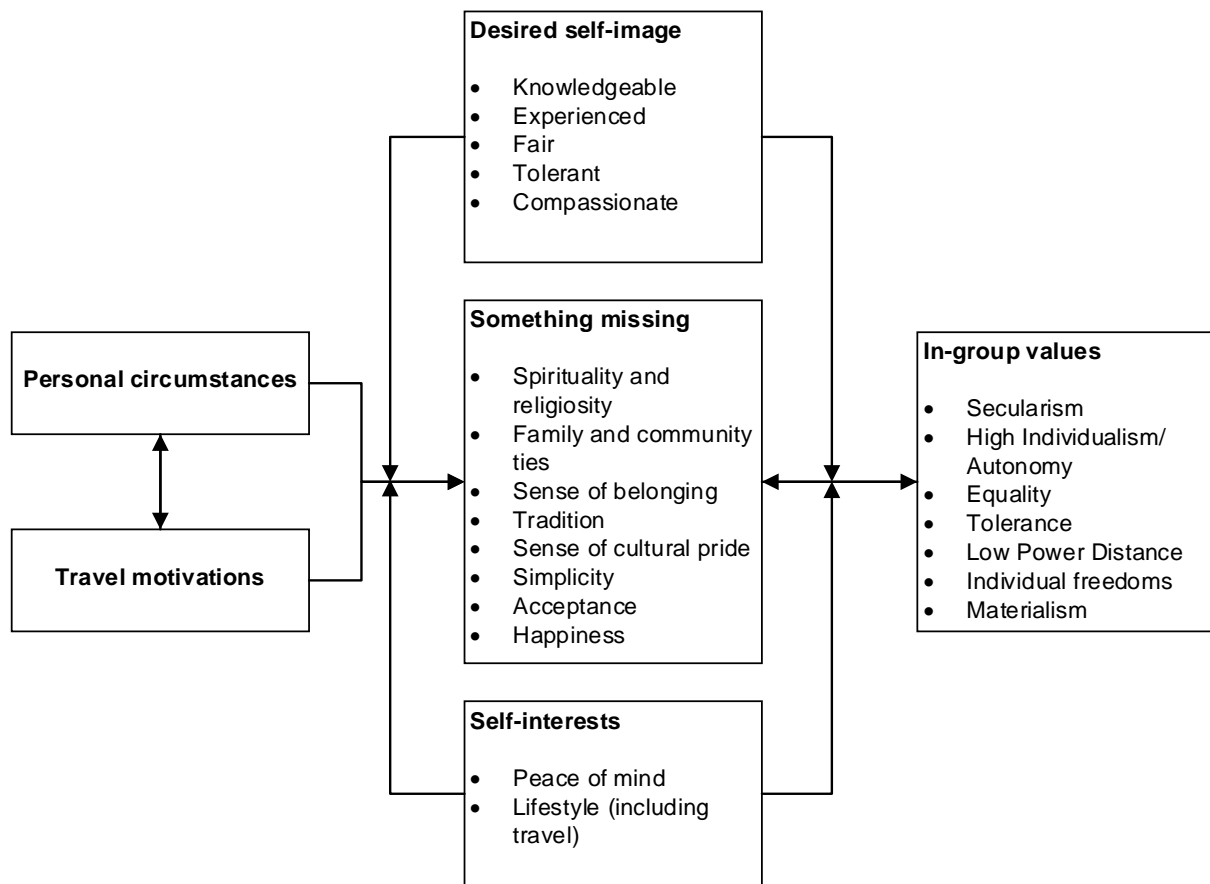 Desired self-image
Knowledgeable
Experienced
Fair
Tolerant
Compassionate
Personal circumstances
Travel motivations
Something missing
Spirituality and
religiosity
Family and community
ties
Sense of belonging
Tradition
Sense of cultural pride
Simplicity
Acceptance
Happiness
In-group values
Secularism
High Individualism/
Autonomy
Equality
Tolerance
Low Power Distance
Individual freedoms
Materialism
Self-interests
Peace of mind
Lifestyle (including
travel)